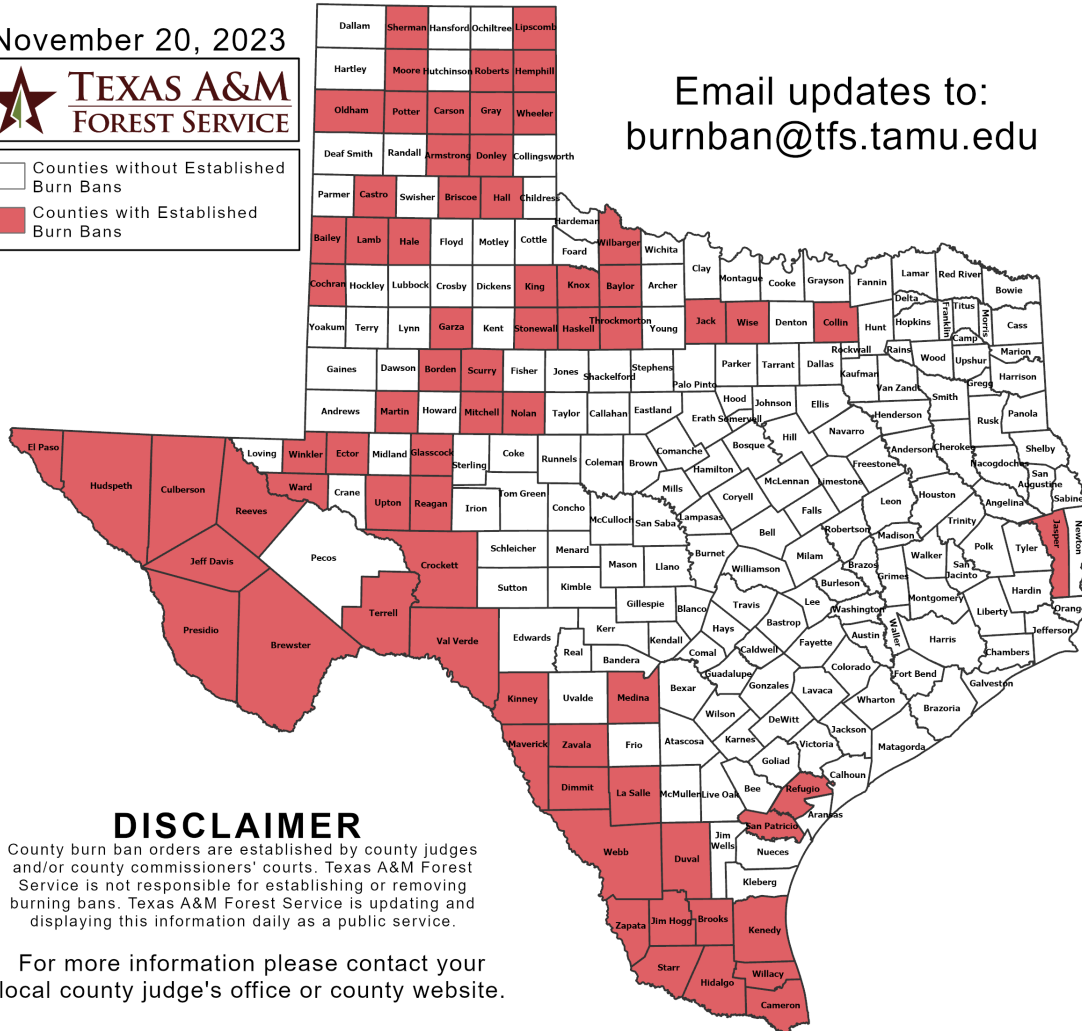 November 20, 2023
TEXAS A&M
FOREST SERVICE
Counties without Established
Burn Bans
Counties with Established
Burn Bans
Email updates to:
burnban@tfs.tamu.edu
Dallam Sherman Hansford Ochiltree Lipscomb
Hartley Moore Hutchinson Roberts Hemphill
Oldham Potter Carson Gray Wheeler
Deaf Smith Randall Armstrong Donley Collingsworth
Parmer Castro Swisher Briscoe Hall Childress
Hardeman
Bailey Lamb Hale Floyd Motley Cottle Foard Wilbarger Wichita
Clay Montague Cooke Grayson Fannin Lamar Red River Bowie
Cochran Hockley Lubbock Crosby Dickens King Knox Baylor Archer
Delta Franklin Titus Morris
Yoakum Terry Lynn Garza Kent Stonewall Haskell Throckmorton Young Jack Wise Denton Collin Hunt Hopkins Camp Cass
Rockwall Rains Wood Upshur Marion
Gaines Dawson Borden Scurry Fisher Jones Shackelford Stephens Palo Pinto Parker Tarrant Dallas Kaufman Van Zandt Gregg Harrison
Andrews Martin Howard Mitchell Nolan Taylor Callahan Eastland Erath Hood Somervell Johnson Ellis Henderson Smith Rusk Panola
El Paso Hudspeth Culberson Reeves Loving Winkler Ector Midland Glasscock Sterling Coke Runnels Coleman Brown Comanche Hamilton Bosque Hill Navarro Freestone Anderson Cherokee Nacogdoches Shelby
San Augustine Sabine
Ward Crane Upton Reagan Irion Tom Green Concho McCulloch San Saba Mills Lampasas Coryell McLennan Limestone Falls Leon Houston Angelina Trinity
Jeff Davis Pecos Crockett Schleicher Menard Mason Llano Burnet Bell Williamson Milam Robertson Brazos Madison Grimes Walker San Jacinto Polk Tyler Jasper Newton
Presidio Brewster Terrell Val Verde Sutton Kimble Gillespie Blanco Travis Lee Burleson Washington Montgomery Liberty Hardin Orange
Edwards Real Kerr Kendall Bandera Comal Hays Caldwell Bastrop Fayette Austin Waller Harris Chambers Jefferson
Kinney Uvalde Medina Bexar Guadalupe Wilson Gonzales Lavaca Colorado Wharton Fort Bend Brazoria Galveston
Maverick Zavala Frio Atascosa Karnes DeWitt Victoria Jackson Matagorda
Dimmit La Salle McMullen Live Oak Bee Goliad Refugio Calhoun Aransas
Webb Duval Jim Wells San Patricio Nueces
Kleberg
Zapata Jim Hogg Brooks Kenedy
Starr Hidalgo Willacy
Cameron
DISCLAIMER
County burn ban orders are established by county judges
and/or county commissioners' courts. Texas A&M Forest
Service is not responsible for establishing or removing
burning bans. Texas A&M Forest Service is updating and
displaying this information daily as a public service.
For more information please contact your
local county judge's office or county website.